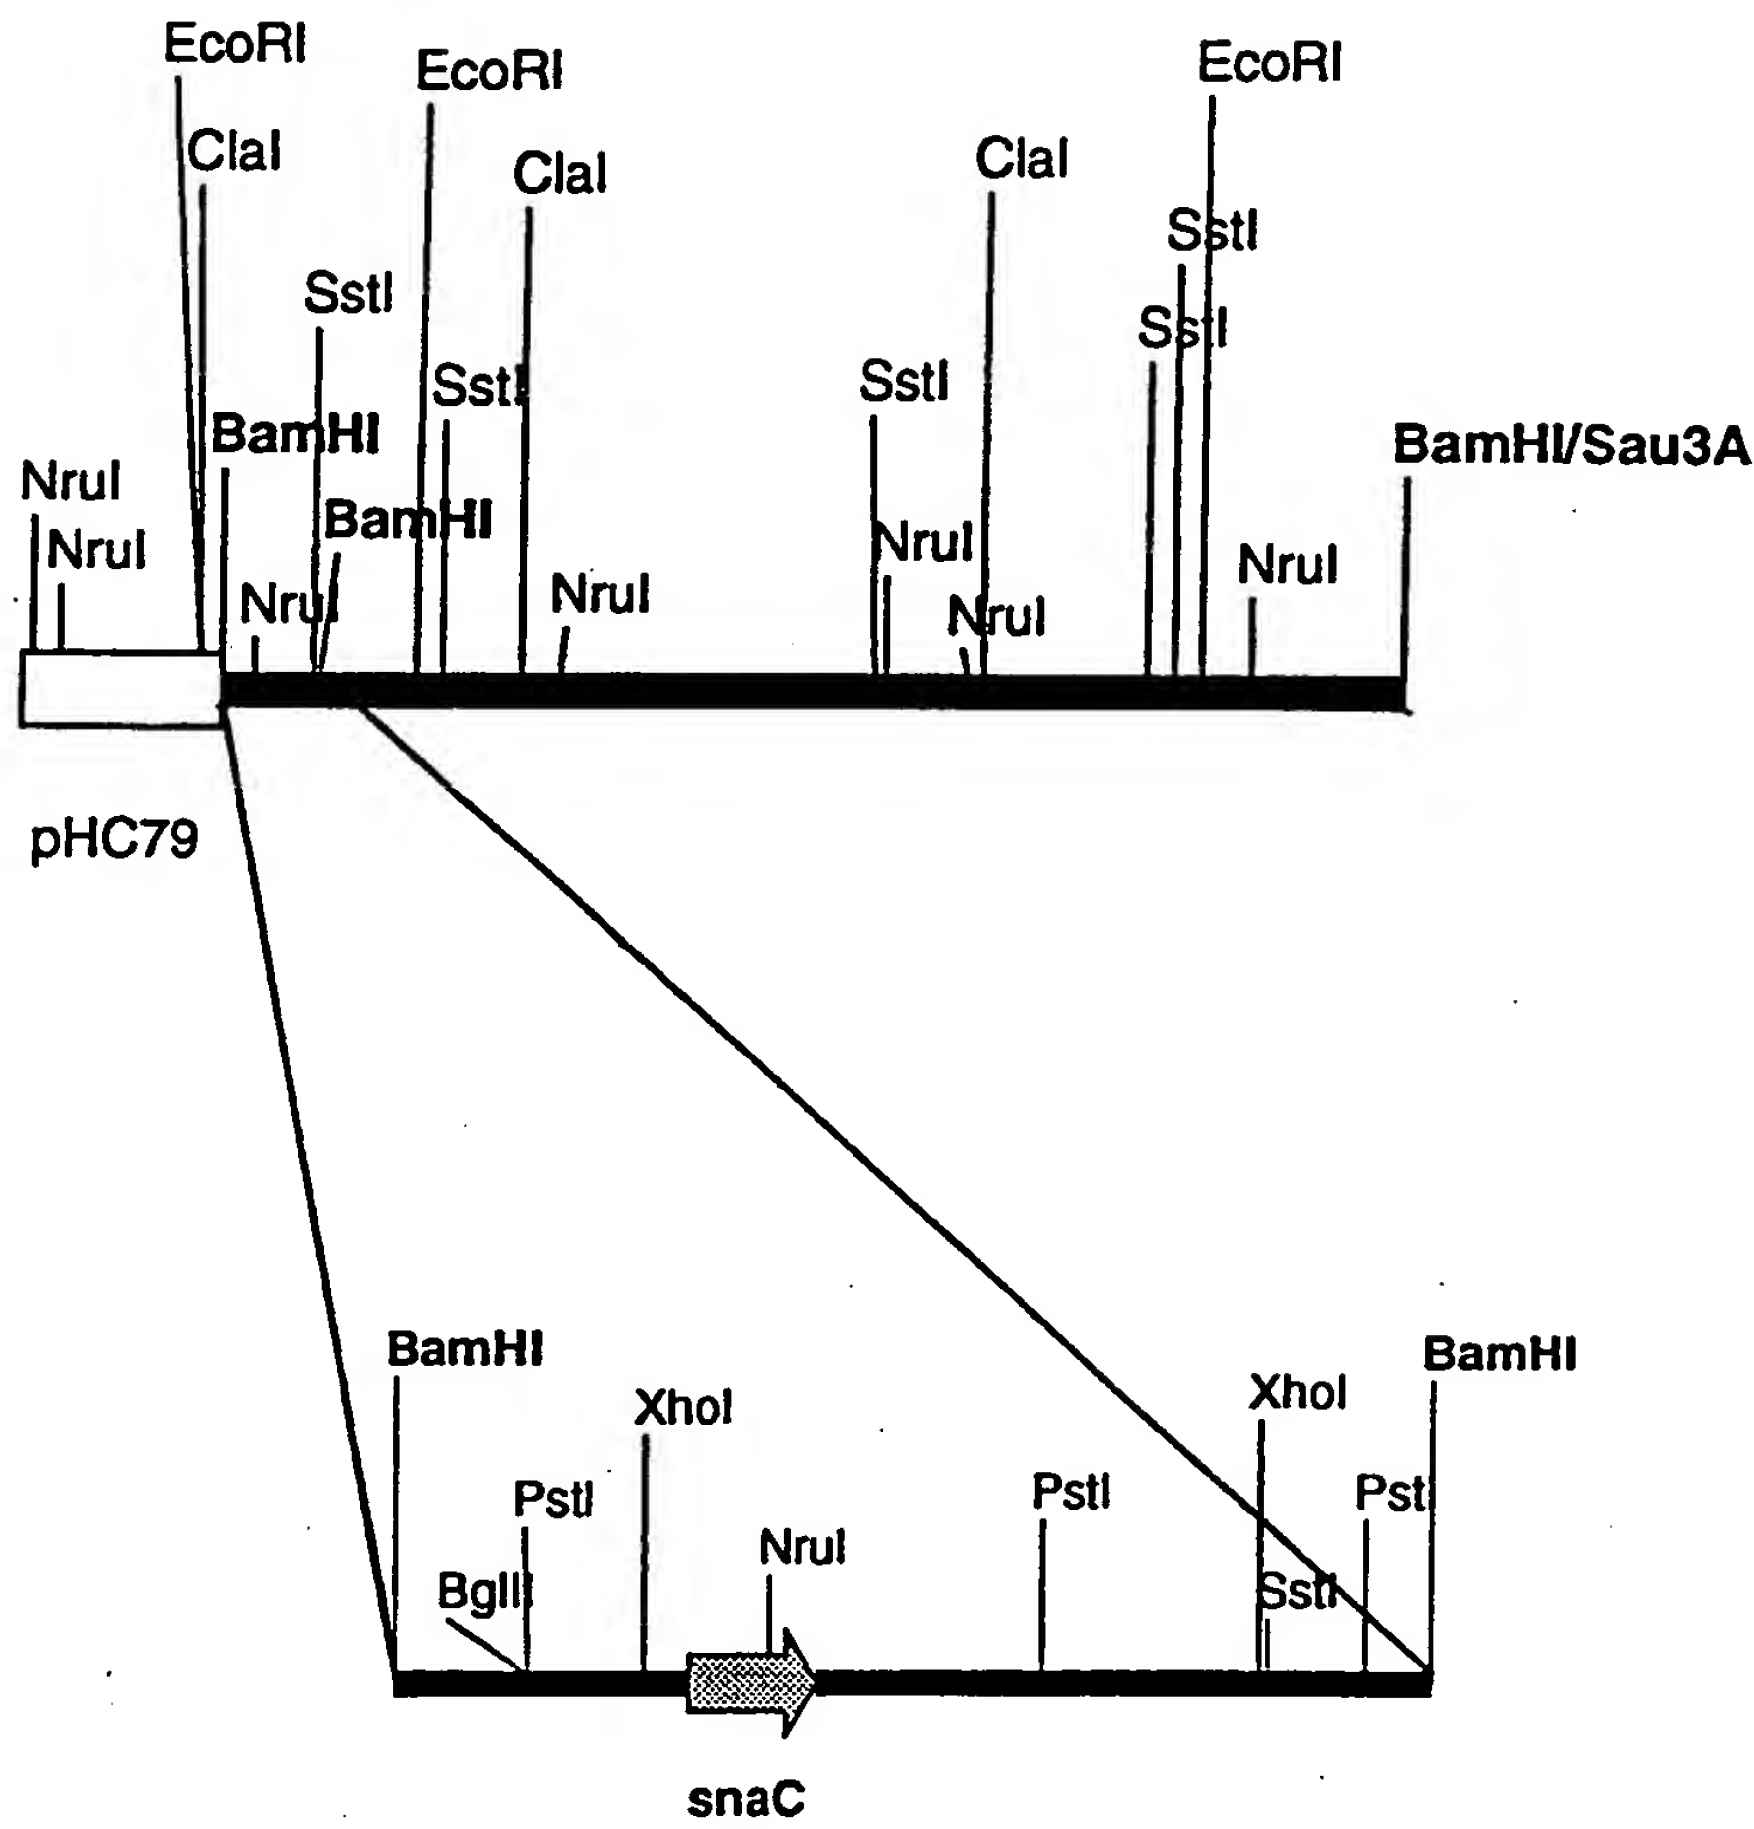 EcoRI
EcoRI
EcoRI
ClaI
ClaI
ClaI
SstI
SstI
SstI
SstI
SstI
BamHI
BamHI/Sau3A
NruI
BamHI
NruI
NruI
NruI
NruI
NruI
NruI
NruI
pHC79
BamHI
BamHI
XhoI
XhoI
PstI
PstI
PstI
NruI
BglII
SstI
snaC